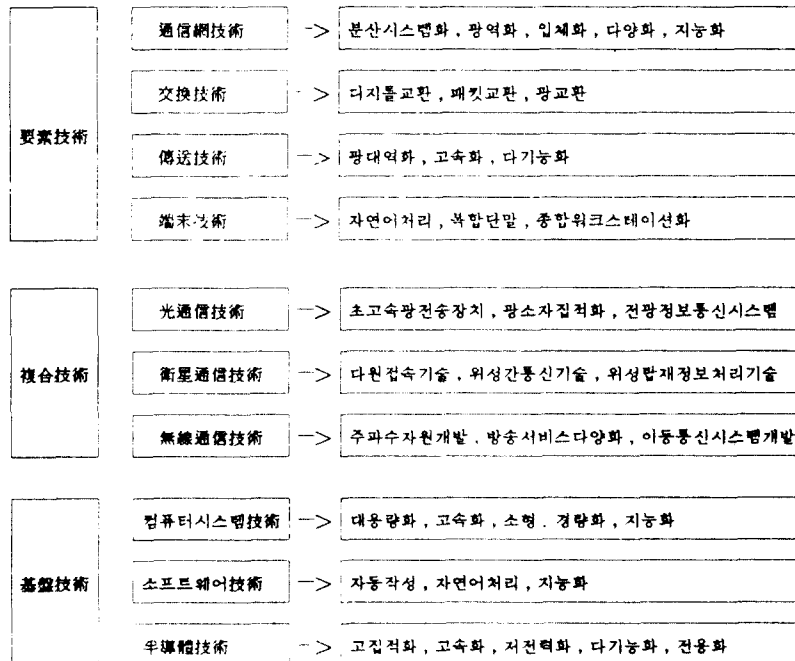 通信網技術 -> 분산시스템화 , 광역화 , 입체화 , 다양화 , 지능화
交換技術 -> 디지틀교환 , 패킷교환 , 광교환
要素技術
傳送技術 -> 광대역화 , 고속화 , 다기능화
端末技術 -> 자연어처리 , 복합단말 , 종합워크스테이션화
光通信技術 -> 초고속광전송장치 , 광소자집적화 , 전광정보통신시스템
複合技術 衛星通信技術 -> 다원접속기술 , 위성간통신기술 , 위성탑재정보처리기술
無線通信技術 -> 주파수자원개발 , 방송서비스다양화 , 이동통신시스템개발
컴퓨터시스템技術 -> 대용량화 , 고속화 , 소형 . 경량화 , 지능화
基盤技術 소프트웨어技術 -> 자동작성 , 자연어처리 , 지능화
半導體技術 -> 고집적화 , 고속화 , 저전력화 , 다기능화 , 전용화